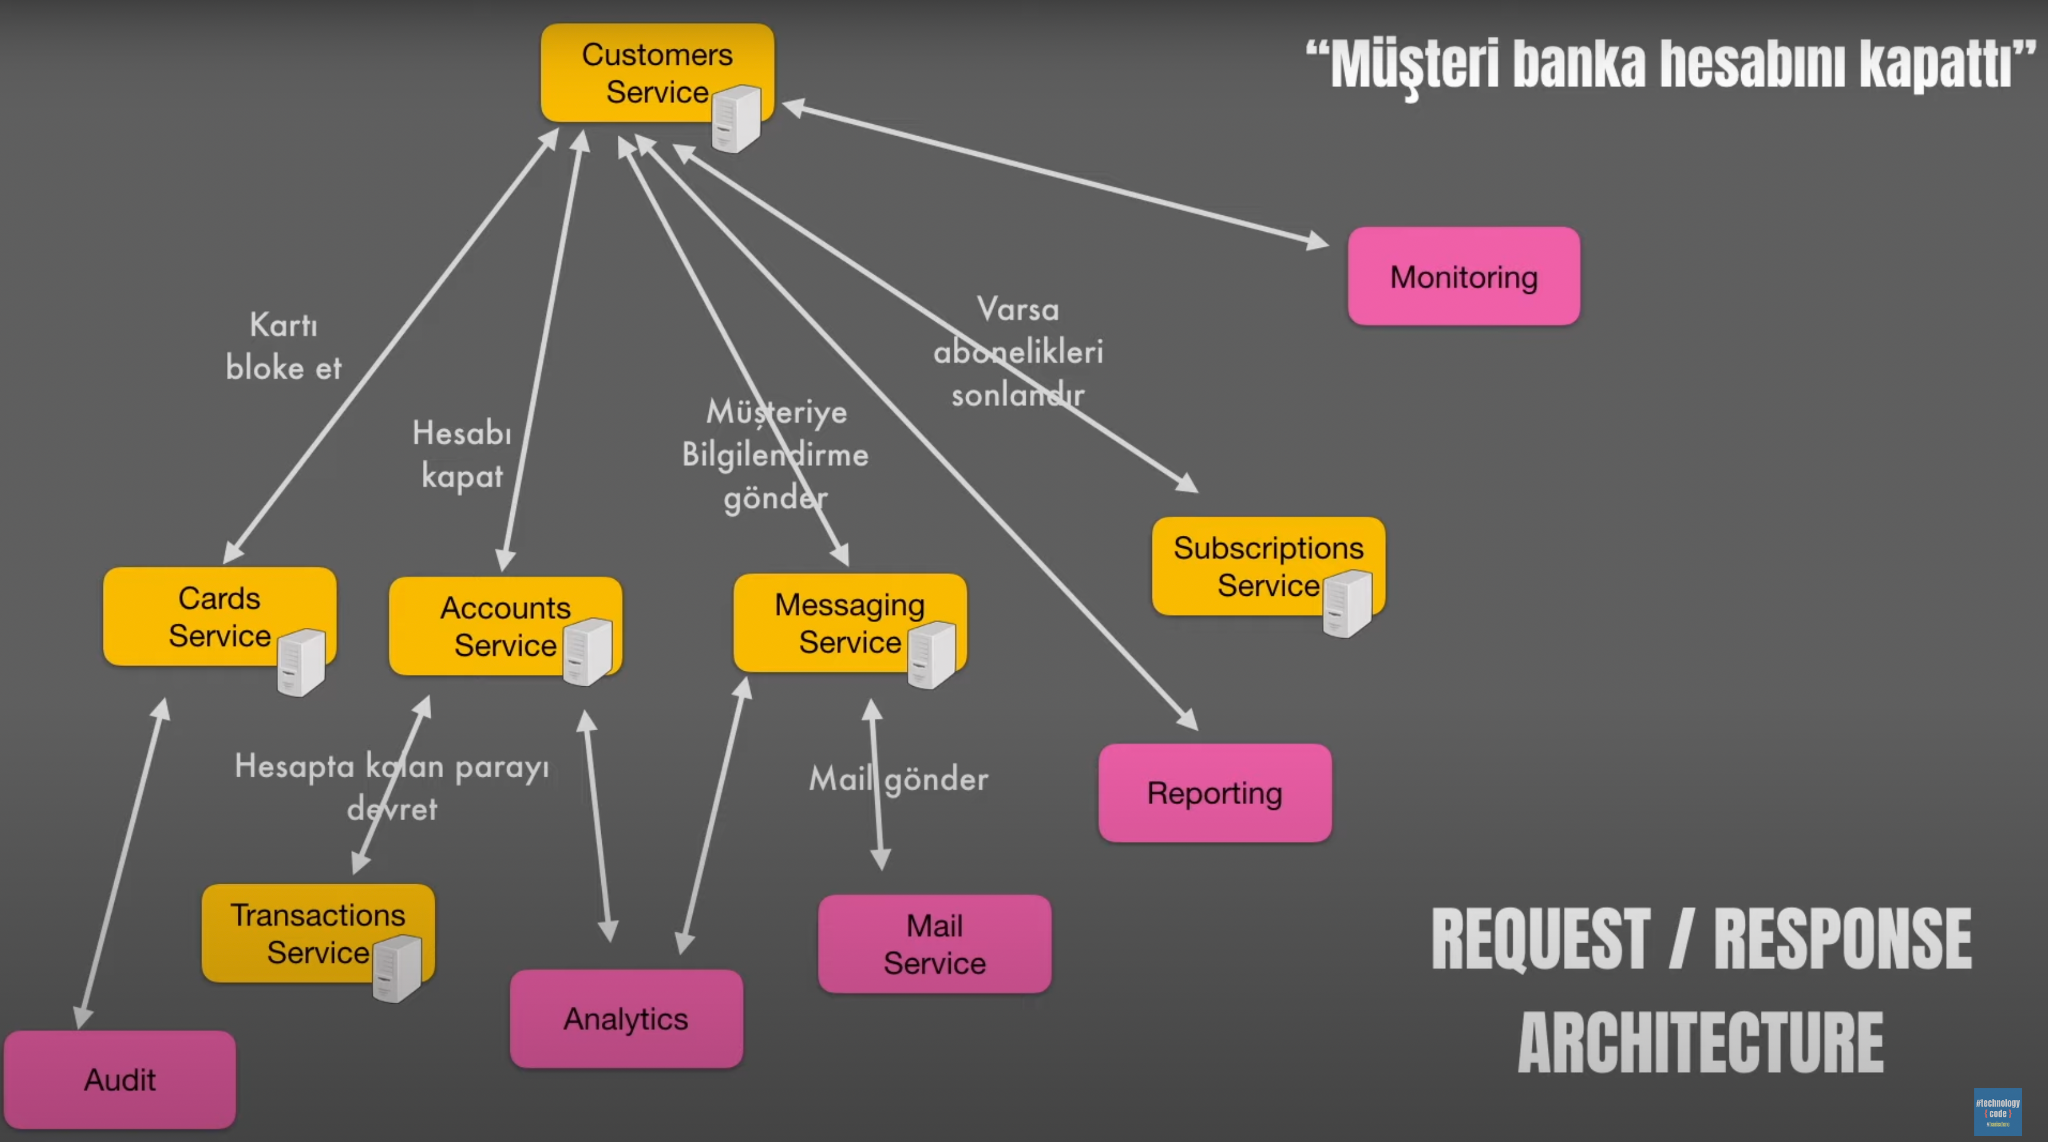 Customers
Service
“Müşteri banka hesabını kapattı”
Monitoring
Kartı
bloke et
Hesabı
kapat
Müşteriye
Bilgilendirme
gönder
Varsa
abonelikleri
sonlandır
Cards
Service
Accounts
Service
Messaging
Service
Subscriptions
Service
Hesapta kalan parayı
devret
Mail gönder
Reporting
Transactions
Service
Mail
Service
Analytics
Audit
REQUEST / RESPONSE
ARCHITECTURE
#technology
{ code }